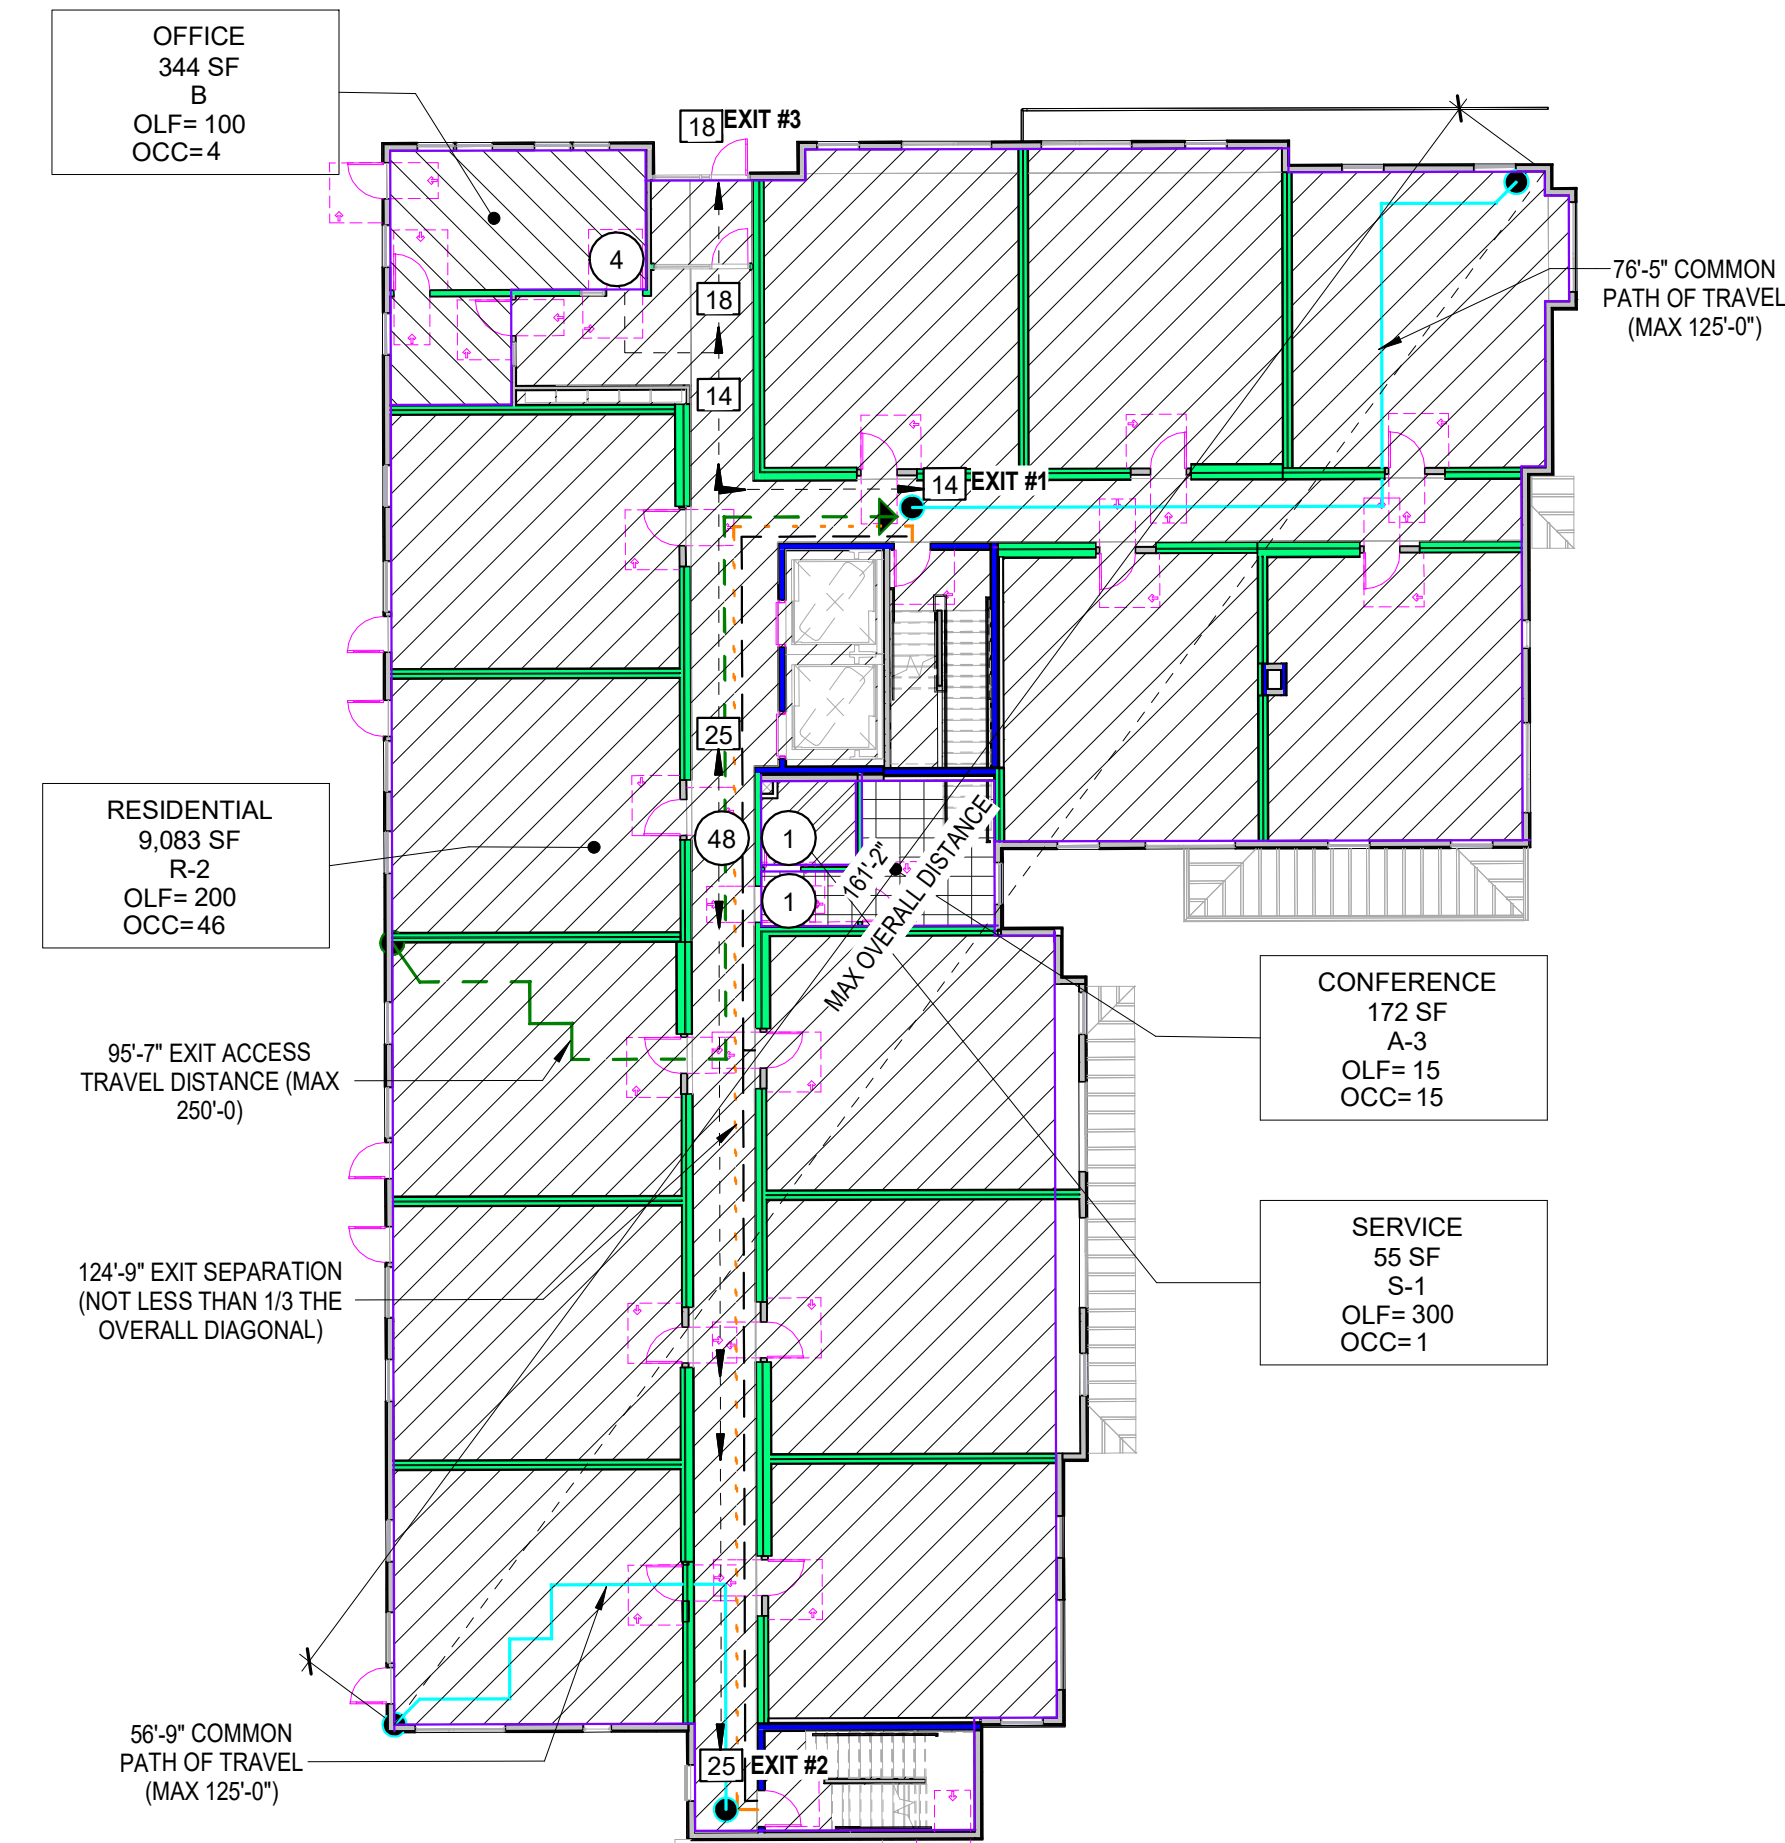 OFFICE
344 SF
B
OLF= 100
OCC= 4
18 EXIT #3
4
18
14
76'-5" COMMON
PATH OF TRAVEL
(MAX 125'-0")
14 EXIT #1
25
RESIDENTIAL
9,083 SF
R-2
OLF= 200
OCC= 46
48
1
1
161'-2"
MAX OVERALL DISTANCE
CONFERENCE
172 SF
A-3
OLF= 15
OCC= 15
95'-7" EXIT ACCESS
TRAVEL DISTANCE (MAX
250'-0)
SERVICE
55 SF
S-1
OLF= 300
OCC= 1
124'-9" EXIT SEPARATION
(NOT LESS THAN 1/3 THE
OVERALL DIAGONAL)
56'-9" COMMON
PATH OF TRAVEL
(MAX 125'-0")
25 EXIT #2